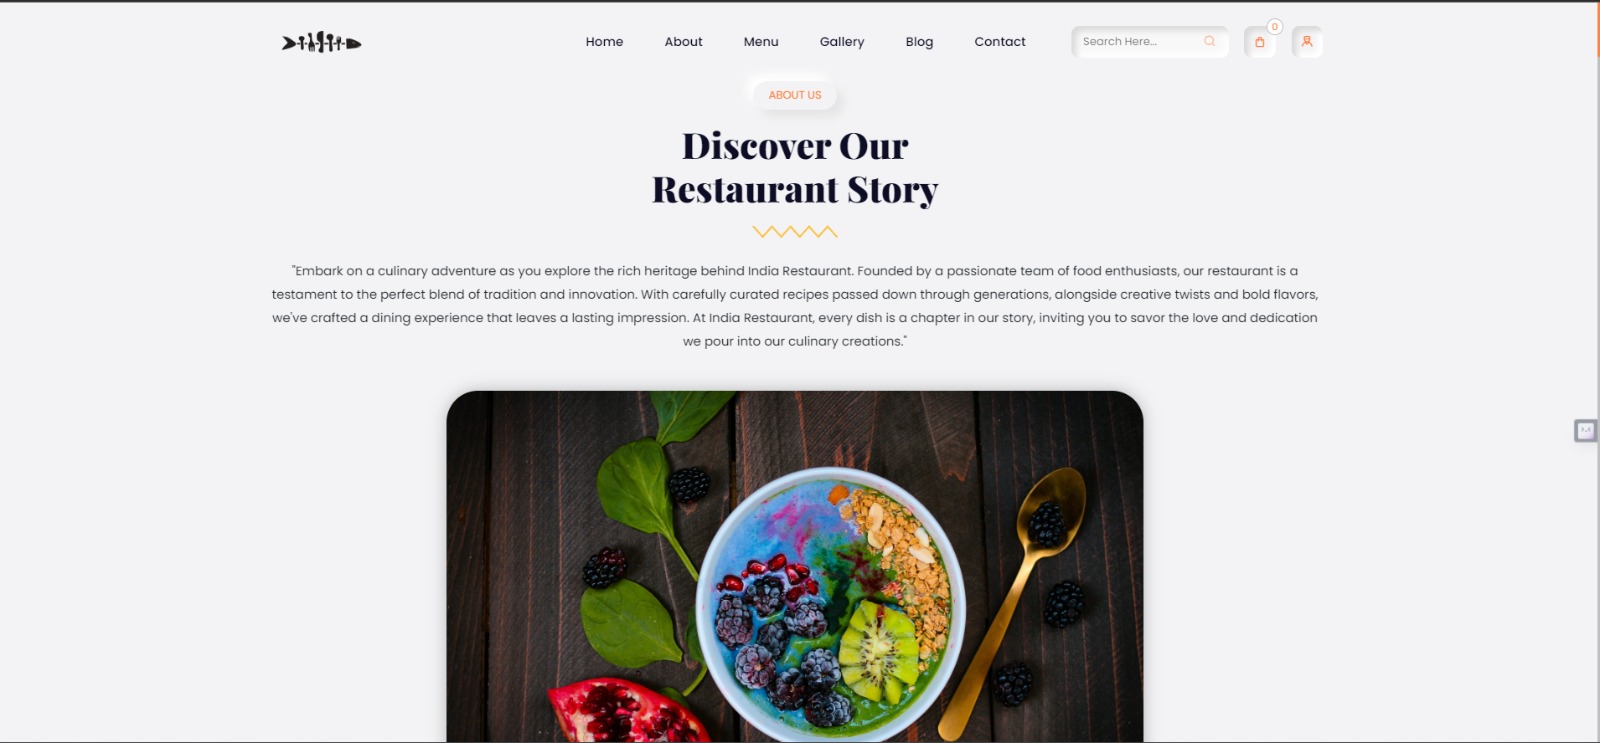 Home About Menu Gallery Blog Contact Search Here... 0
ABOUT US
Discover Our
Restaurant Story
"Embark on a culinary adventure as you explore the rich heritage behind India Restaurant. Founded by a passionate team of food enthusiasts, our restaurant is a
testament to the perfect blend of tradition and innovation. With carefully curated recipes passed down through generations, alongside creative twists and bold flavors,
we've crafted a dining experience that leaves a lasting impression. At India Restaurant, every dish is a chapter in our story, inviting you to savor the love and dedication
we pour into our culinary creations."